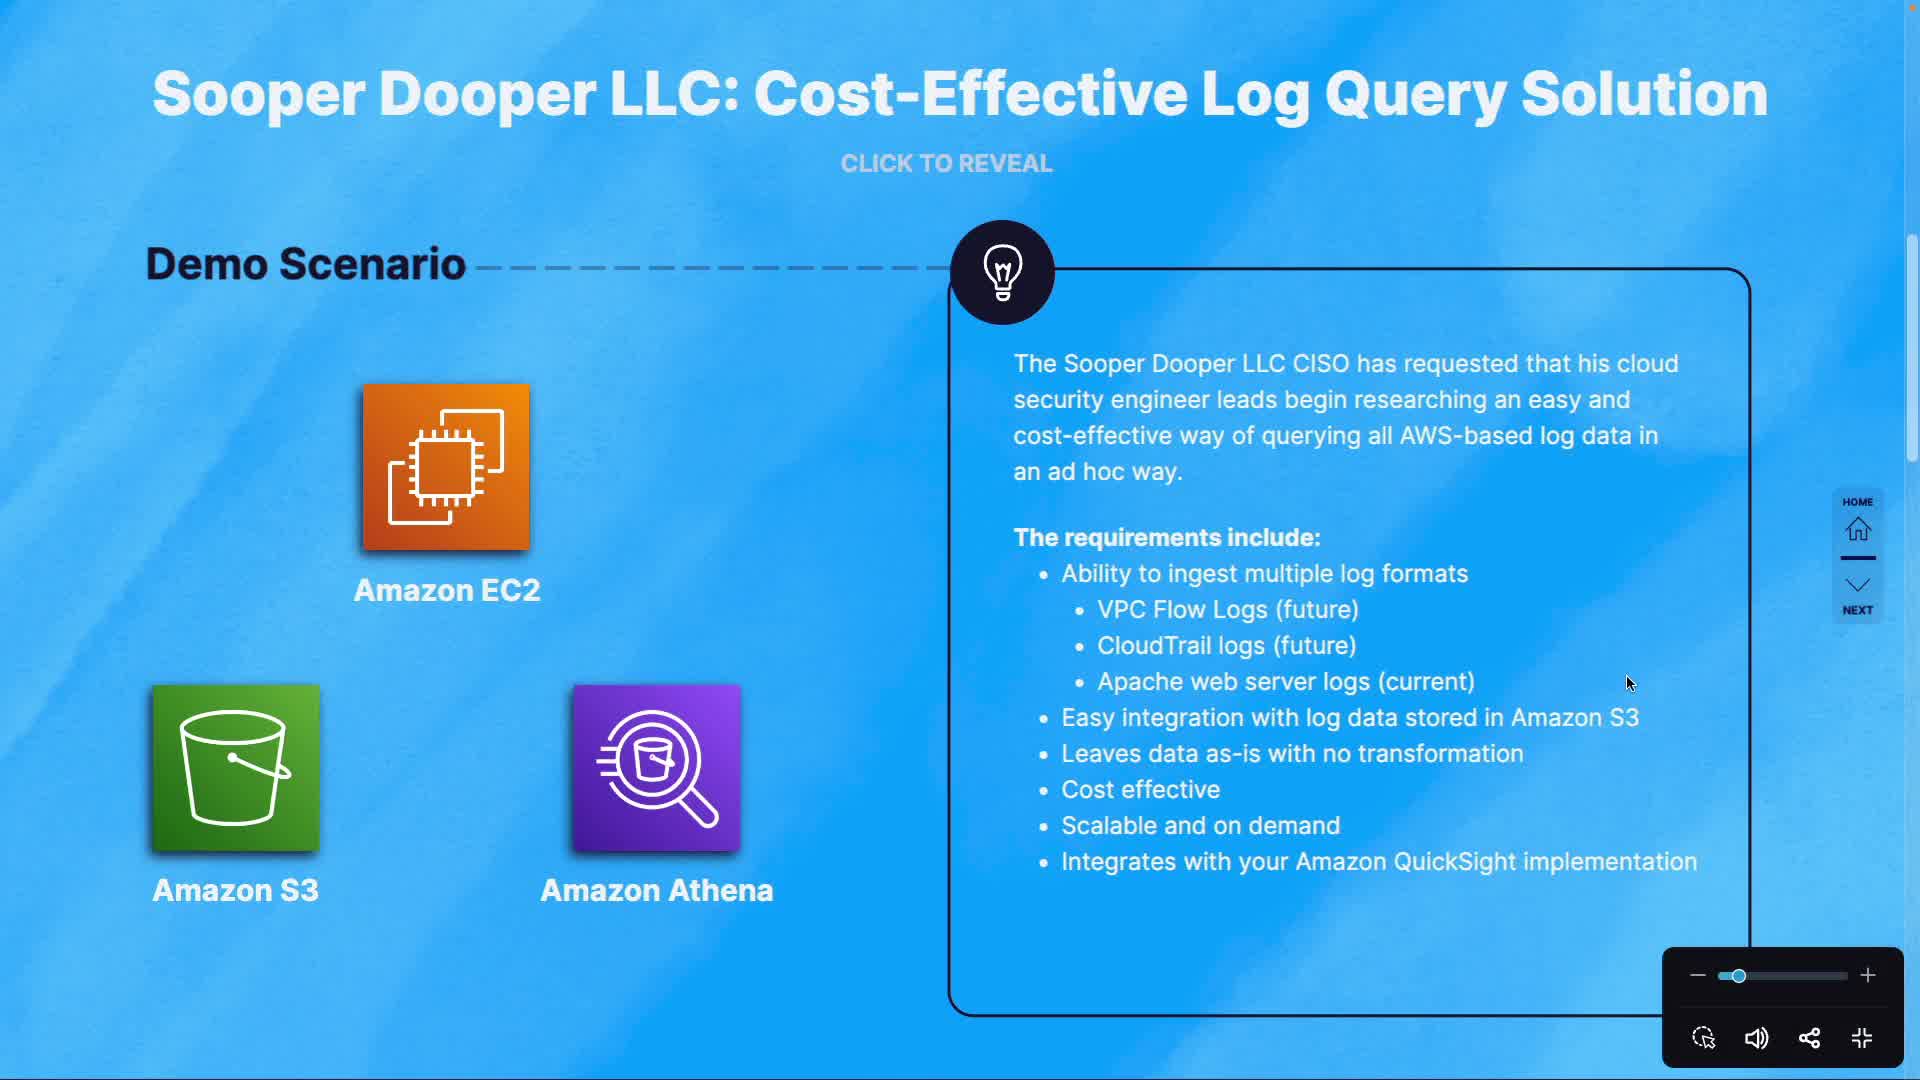 Sooper Dooper LLC: Cost-Effective Log Query Solution
CLICK TO REVEAL
Demo Scenario
Amazon EC2
Amazon S3
Amazon Athena
The Sooper Dooper LLC CISO has requested that his cloud
security engineer leads begin researching an easy and
cost-effective way of querying all AWS-based log data in
an ad hoc way.
The requirements include:
• Ability to ingest multiple log formats
• VPC Flow Logs (future)
• CloudTrail logs (future)
• Apache web server logs (current)
• Easy integration with log data stored in Amazon S3
• Leaves data as-is with no transformation
• Cost effective
• Scalable and on demand
• Integrates with your Amazon QuickSight implementation
HOME
NEXT